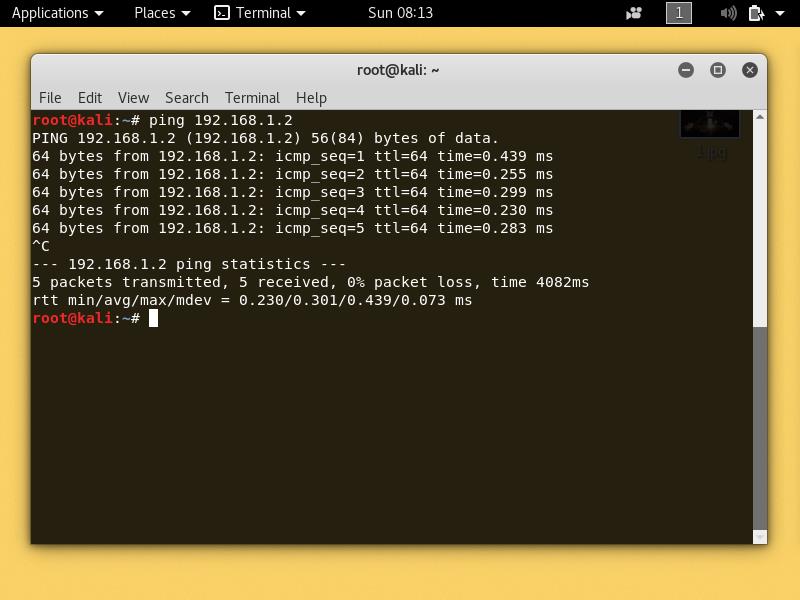 Applications Places Terminal Sun 08:13 1
root@kali: ~
File Edit View Search Terminal Help
root@kali:~# ping 192.168.1.2
PING 192.168.1.2 (192.168.1.2) 56(84) bytes of data.
64 bytes from 192.168.1.2: icmp_seq=1 ttl=64 time=0.439 ms
64 bytes from 192.168.1.2: icmp_seq=2 ttl=64 time=0.255 ms
64 bytes from 192.168.1.2: icmp_seq=3 ttl=64 time=0.299 ms
64 bytes from 192.168.1.2: icmp_seq=4 ttl=64 time=0.230 ms
64 bytes from 192.168.1.2: icmp_seq=5 ttl=64 time=0.283 ms
^C
--- 192.168.1.2 ping statistics ---
5 packets transmitted, 5 received, 0% packet loss, time 4082ms
rtt min/avg/max/mdev = 0.230/0.301/0.439/0.073 ms
root@kali:~#
1.jpg